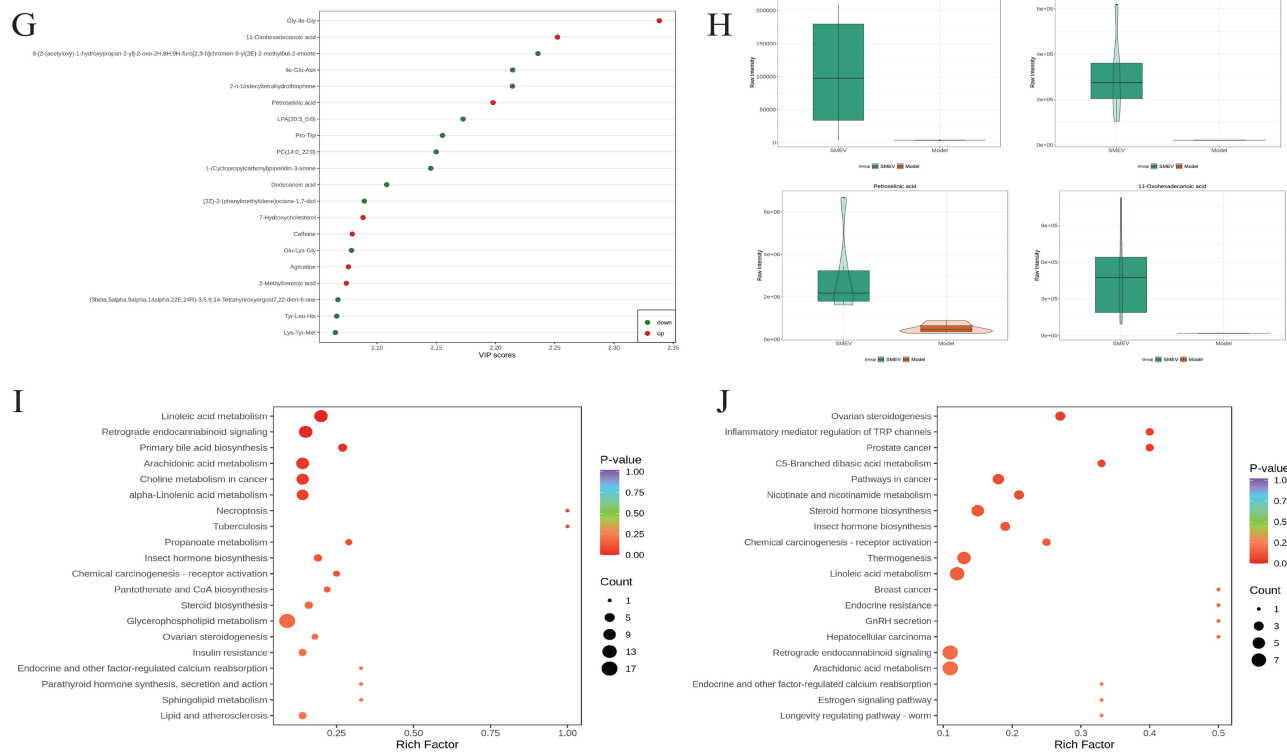 G
Gly-Ile-Gly
11-Oxohexadecanoic acid
8-[2-(acetyloxy)-1-hydroxypropan-2-yl]-2-oxo-2H,8H,9H-furo[2,3-h]chromen-9-yl(2E)-2-methylbut-2-enoate
Ile-Glu-Asn
2-n-Undecyltetrahydrothiophene
Petroselinic acid
LPA(20:3_0:0)
Pro-Trp
PC(14:0_22:0)
1-(Cyclopropylcarbonyl)piperidin-3-amine
Dodecanoic acid
(2Z)-2-(phenylmethylidene)octane-1,7-diol
7-Hydroxycholesterol
Caffeine
Glu-Lys-Gly
Agmatine
2-Methylbenzoic acid
(3beta,5alpha,9alpha,14alpha,22E,24R)-3,5,9,14-Tetrahydroxyergost7,22-dien-6-one
Tyr-Leu-His
Lys-Tyr-Met
down
up
2.10 2.15 2.20 2.25 2.30 2.35
VIP scores
H
200000
150000
100000
50000
0
Raw Intensity
SMEV Model
Group SMEV Model
6e+05
4e+05
2e+05
0e+00
Raw Intensity
SMEV Model
Group SMEV Model
Petroselinic acid
6e+06
4e+06
2e+06
0e+00
Raw Intensity
SMEV Model
Group SMEV Model
11-Oxohexadecanoic acid
9e+05
6e+05
3e+05
0e+00
Raw Intensity
SMEV Model
Group SMEV Model
I
Linoleic acid metabolism
Retrograde endocannabinoid signaling
Primary bile acid biosynthesis
Arachidonic acid metabolism
Choline metabolism in cancer
alpha-Linolenic acid metabolism
Necroptosis
Tuberculosis
Propanoate metabolism
Insect hormone biosynthesis
Chemical carcinogenesis - receptor activation
Pantothenate and CoA biosynthesis
Steroid biosynthesis
Glycerophospholipid metabolism
Ovarian steroidogenesis
Insulin resistance
Endocrine and other factor-regulated calcium reabsorption
Parathyroid hormone synthesis, secretion and action
Sphingolipid metabolism
Lipid and atherosclerosis
0.25 0.50 0.75 1.00
Rich Factor
P-value
1.00
0.75
0.50
0.25
0.00
Count
1
5
9
13
17
J
Ovarian steroidogenesis
Inflammatory mediator regulation of TRP channels
Prostate cancer
C5-Branched dibasic acid metabolism
Pathways in cancer
Nicotinate and nicotinamide metabolism
Steroid hormone biosynthesis
Insect hormone biosynthesis
Chemical carcinogenesis - receptor activation
Thermogenesis
Linoleic acid metabolism
Breast cancer
Endocrine resistance
GnRH secretion
Hepatocellular carcinoma
Retrograde endocannabinoid signaling
Arachidonic acid metabolism
Endocrine and other factor-regulated calcium reabsorption
Estrogen signaling pathway
Longevity regulating pathway - worm
0.1 0.2 0.3 0.4 0.5
Rich Factor
P-valu
1.0
0.7
0.5
0.2
0.0
Count
1
3
5
7